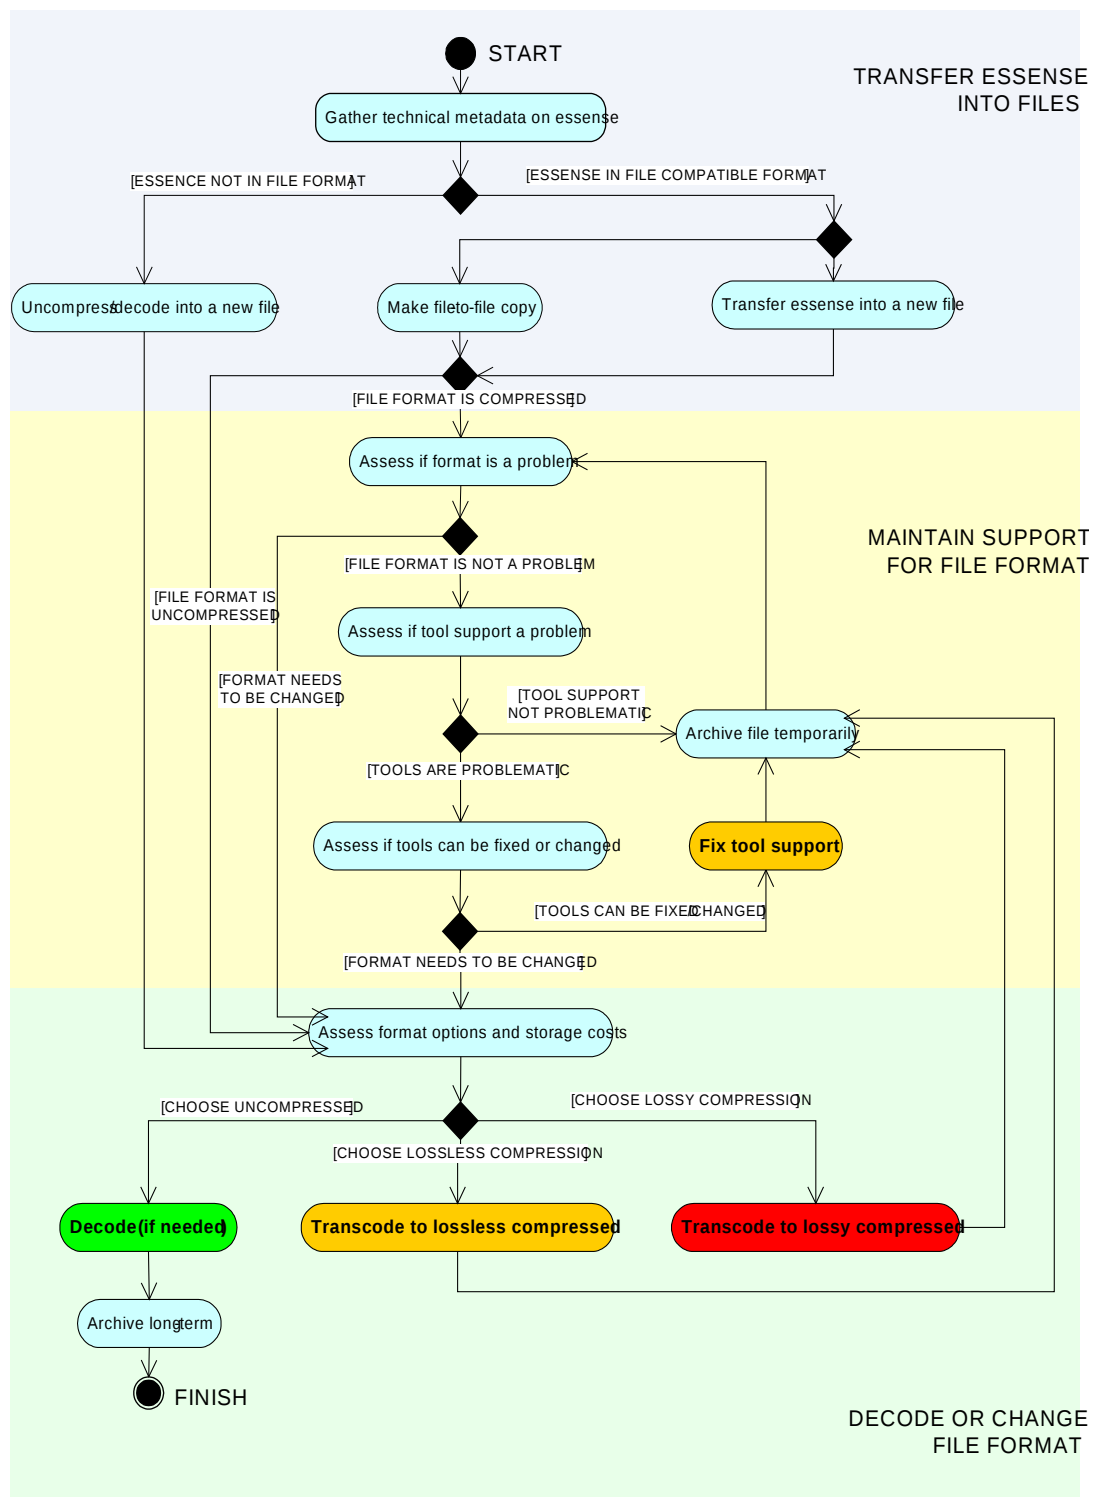 START
TRANSFER ESSENSE
INTO FILES
Gather technical metadata on essense
[ESSENCE NOT IN FILE FORMAT]
[ESSENSE IN FILE COMPATIBLE FORMAT]
Uncompress/decode into a new file
Make file-to-file copy
Transfer essense into a new file
[FILE FORMAT IS COMPRESSED]
Assess if format is a problem
MAINTAIN SUPPORT
FOR FILE FORMAT
[FILE FORMAT IS NOT A PROBLEM]
[FILE FORMAT IS
UNCOMPRESSED]
Assess if tool support a problem
[FORMAT NEEDS
TO BE CHANGED]
[TOOL SUPPORT
NOT PROBLEMATIC]
Archive file temporarily
[TOOLS ARE PROBLEMATIC]
Assess if tools can be fixed or changed
Fix tool support
[TOOLS CAN BE FIXED/CHANGED]
[FORMAT NEEDS TO BE CHANGED]
Assess format options and storage costs
[CHOOSE UNCOMPRESSED]
[CHOOSE LOSSY COMPRESSION]
[CHOOSE LOSSLESS COMPRESSION]
Decode (if needed)
Transcode to lossless compressed
Transcode to lossy compressed
Archive long-term
FINISH
DECODE OR CHANGE
FILE FORMAT